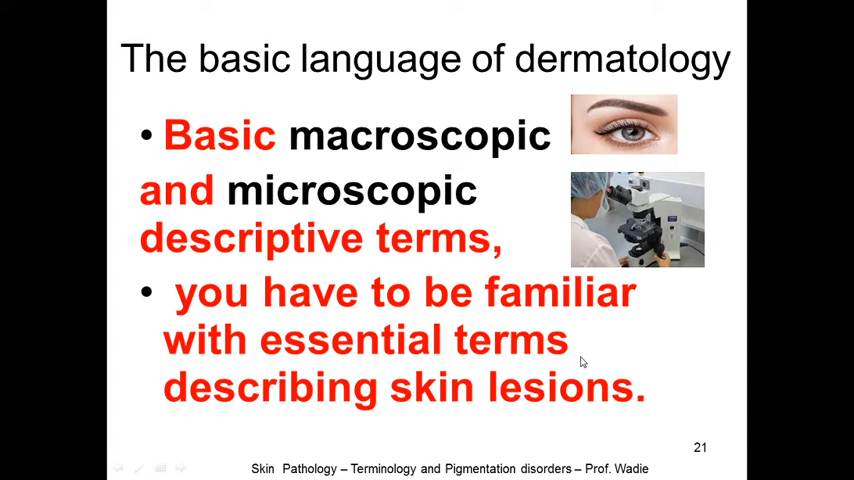 The basic language of dermatology
• Basic macroscopic
and microscopic
descriptive terms,
• you have to be familiar
with essential terms
describing skin lesions.
21
Skin Pathology – Terminology and Pigmentation disorders – Prof. Wadie